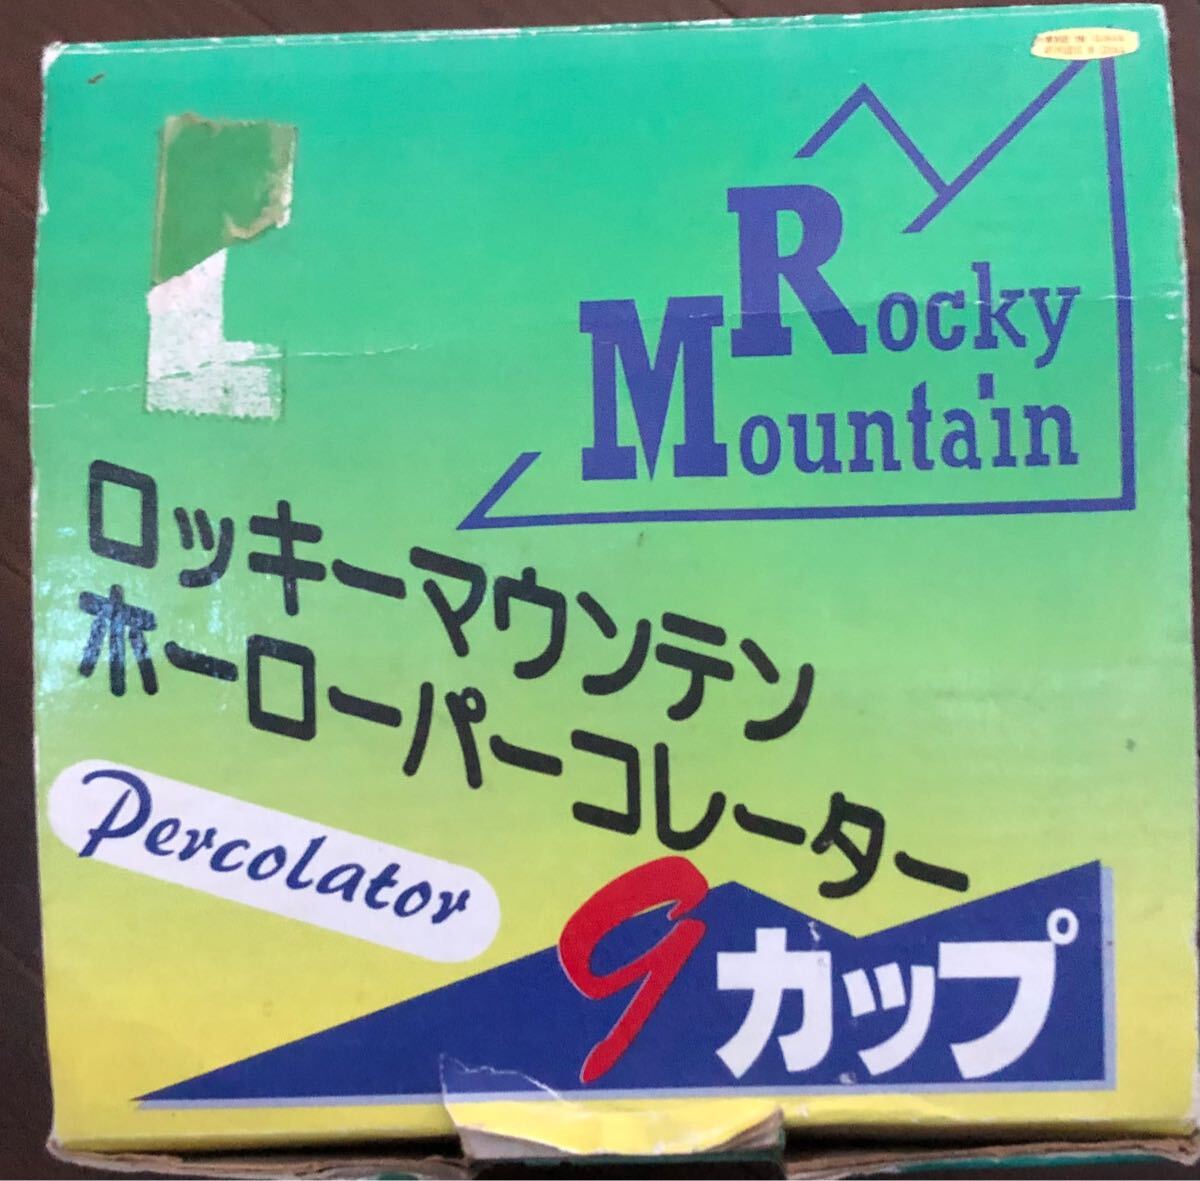 Rocky
Mountain
ロッキーマウンテン
ホーローパーコレーター
Percolator
9カップ